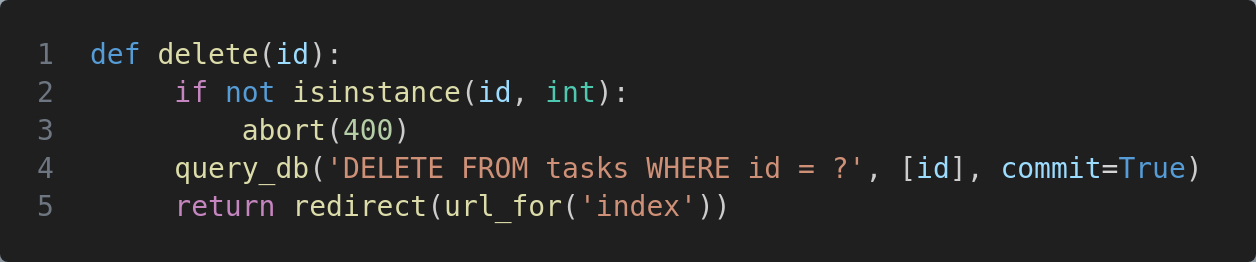 1 def delete(id):
2 if not isinstance(id, int):
3 abort(400)
4 query_db('DELETE FROM tasks WHERE id = ?', [id], commit=True)
5 return redirect(url_for('index'))